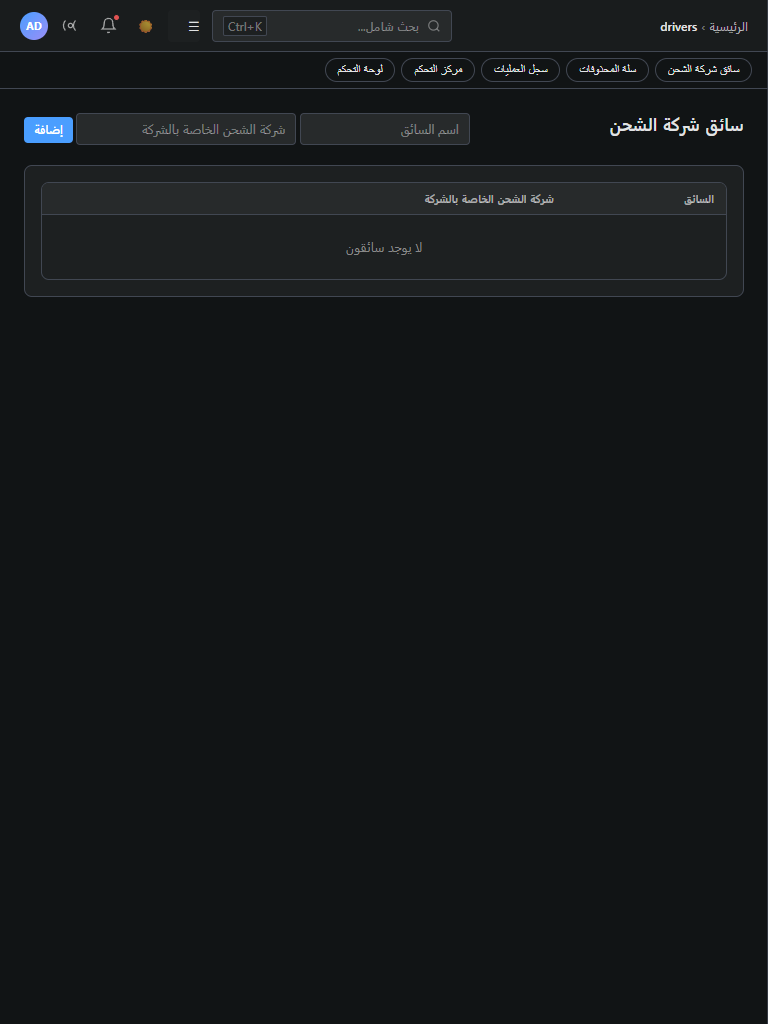 الرئيسية › drivers
بحث شامل... Ctrl+K
AD
سائق شركة الشحن
سلة المحذوفات
سجل العمليات
مركز التحكم
لوحة التحكم
سائق شركة الشحن
اسم السائق
شركة الشحن الخاصة بالشركة
إضافة
السائق
شركة الشحن الخاصة بالشركة
لا يوجد سائقون